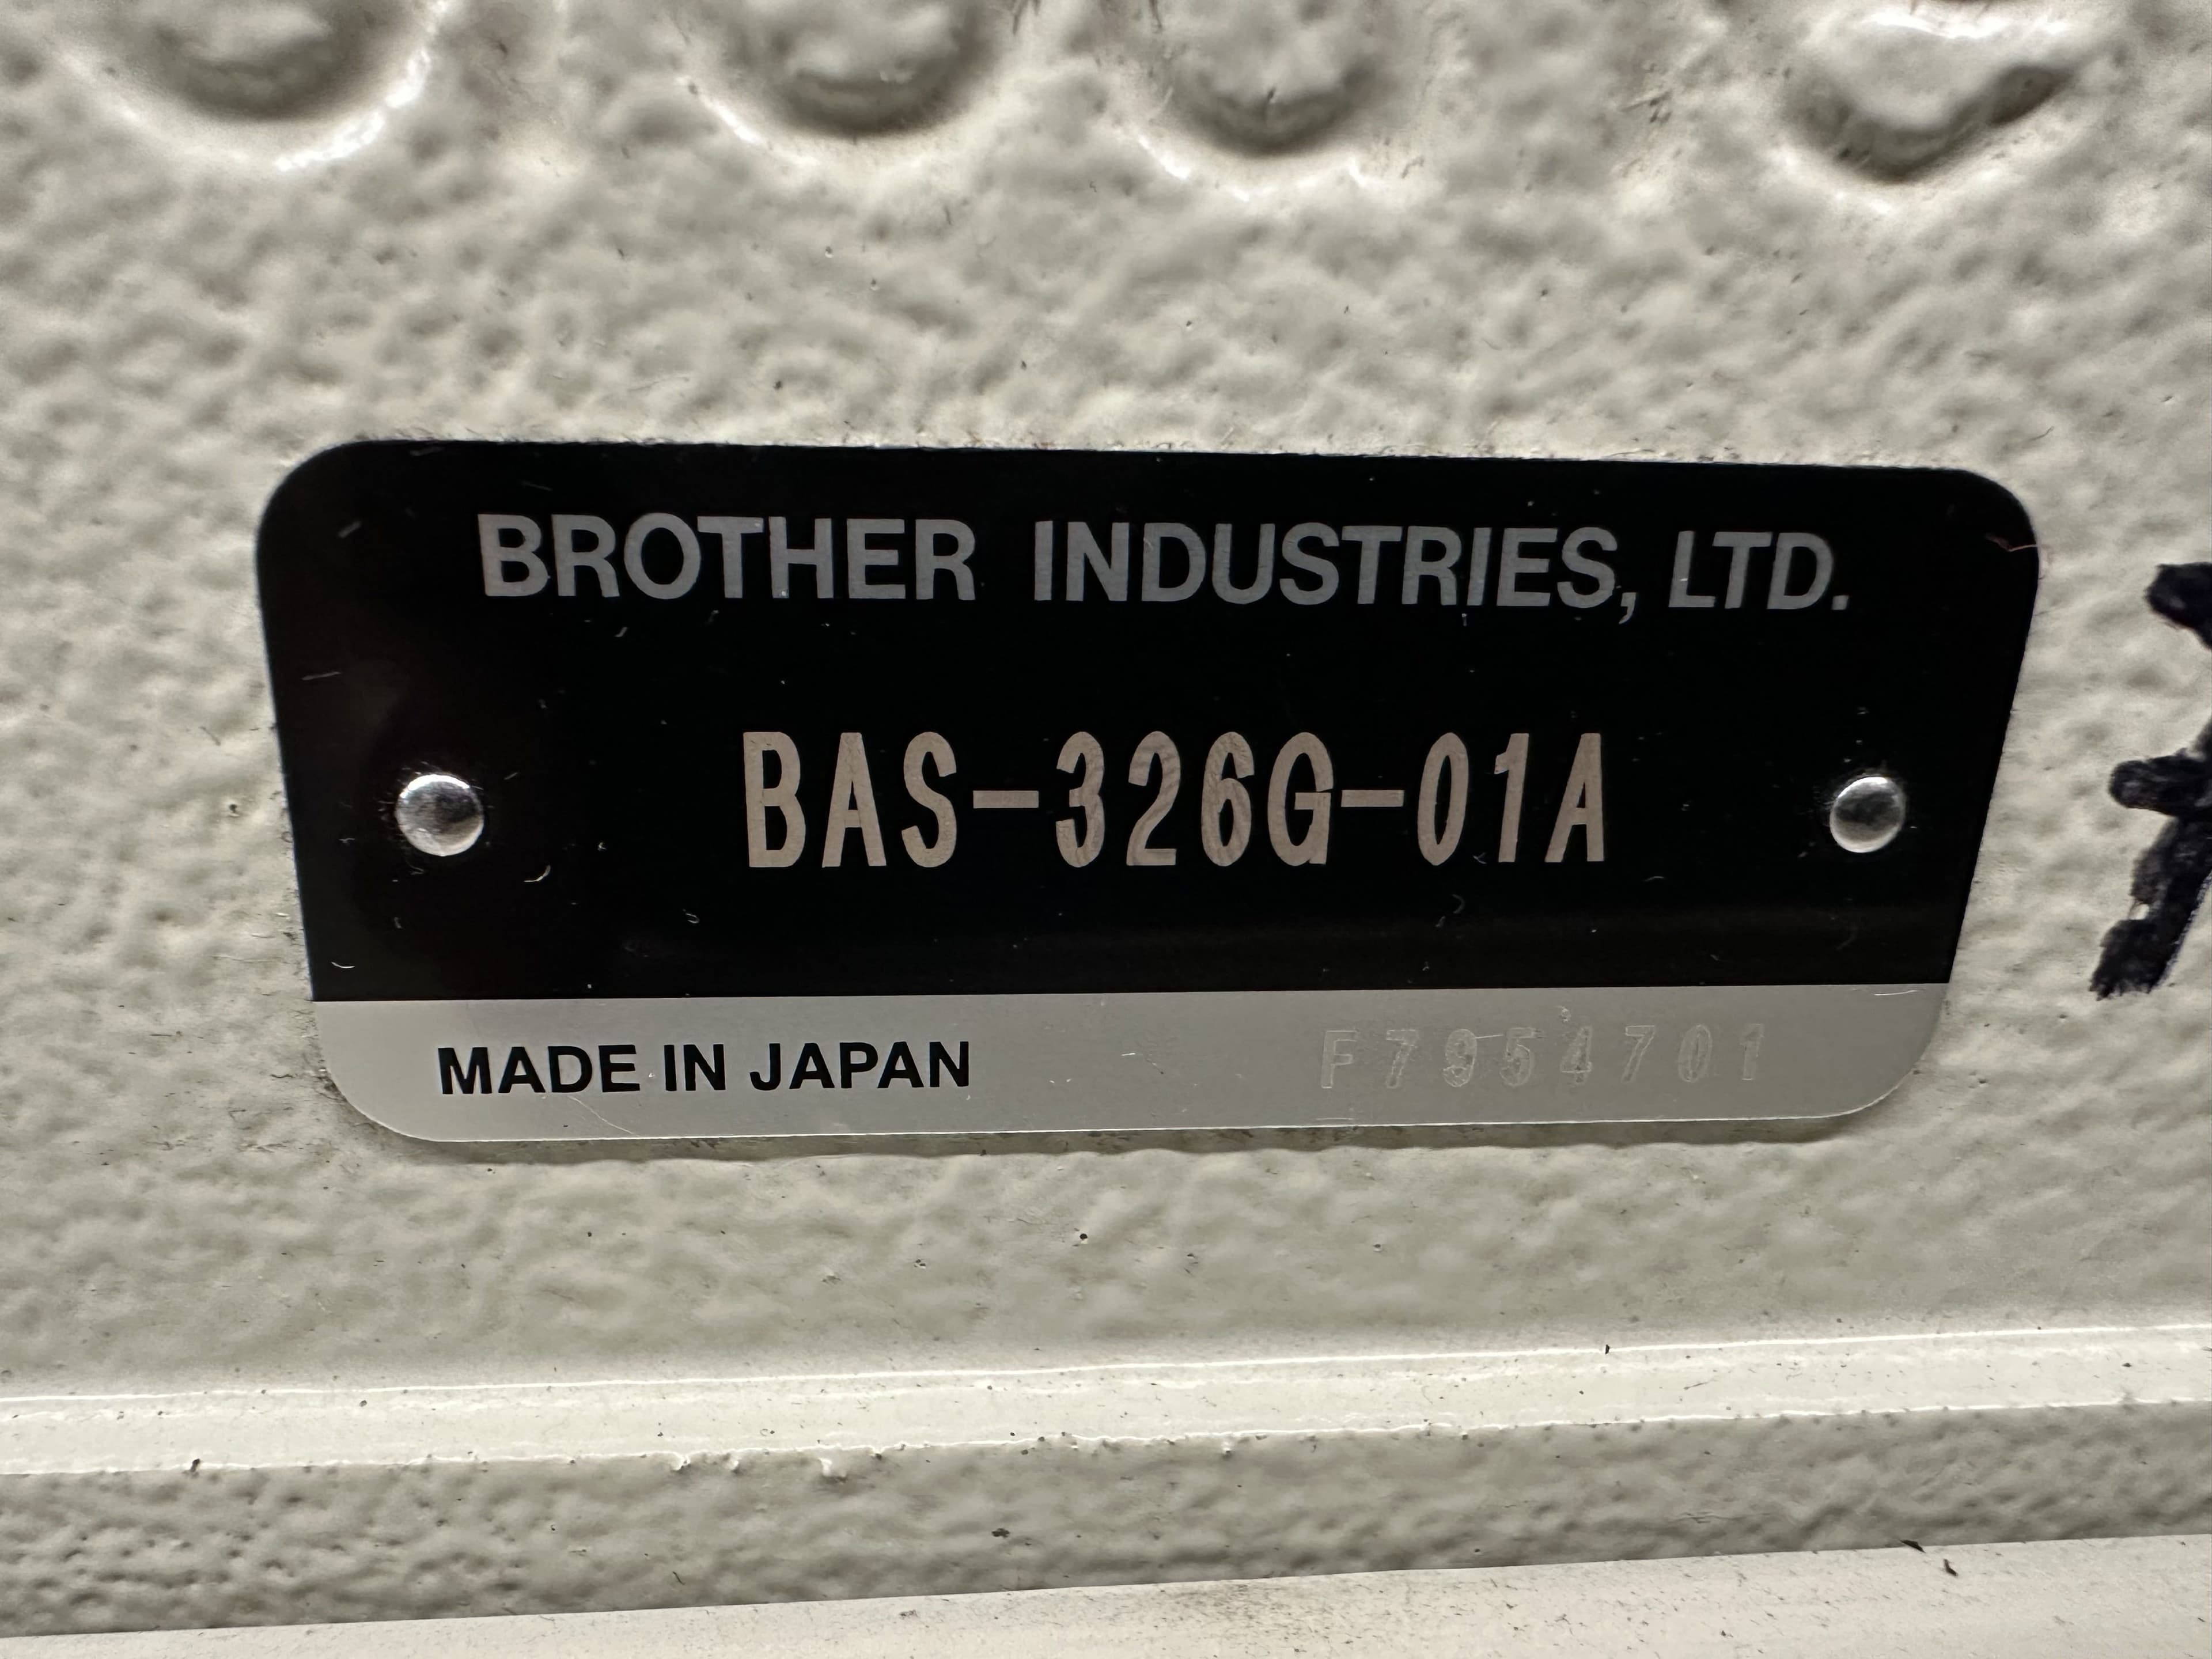 BROTHER INDUSTRIES, LTD.
BAS-326G-01A
MADE IN JAPAN F7954701